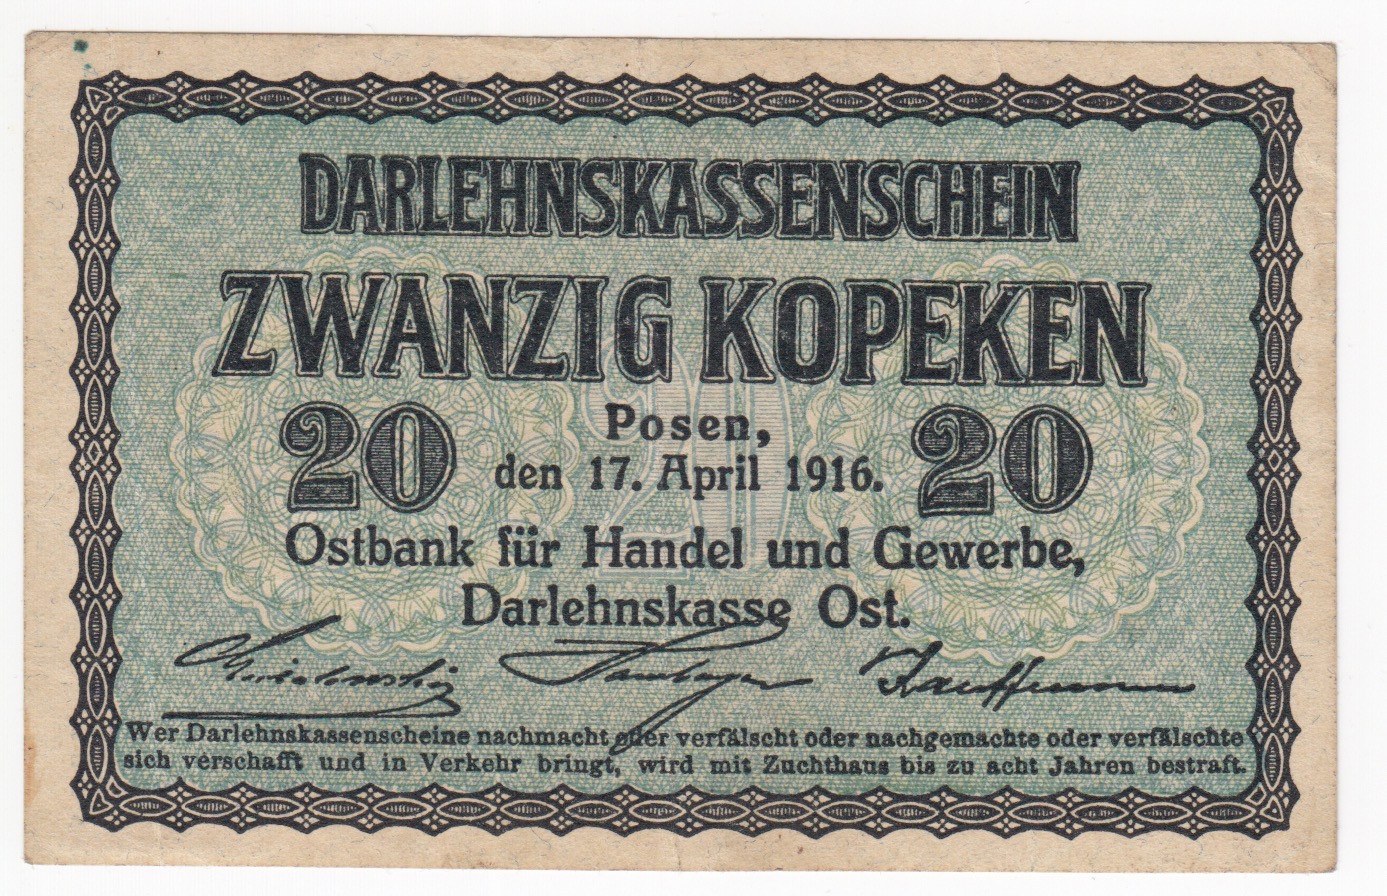 DARLEHNSKASSENSCHEIN
ZWANZIG KOPEKEN
20 Posen, 20
den 17. April 1916.
Ostbank für Handel und Gewerbe,
Darlehnskasse Ost.
Kauffmann
Wer Darlehnskassenscheine nachmacht oder verfälscht oder nachgemachte oder verfälschte
sich verschafft und in Verkehr bringt, wird mit Zuchthaus bis zu acht Jahren bestraft.